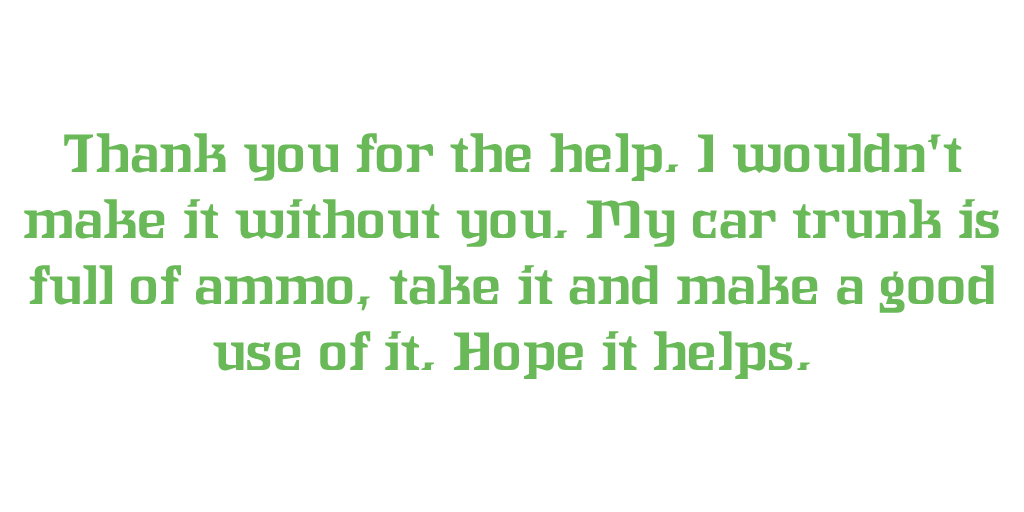 Thank you for the help. I wouldn't
make it without you. My car trunk is
full of ammo, take it and make a good
use of it. Hope it helps.